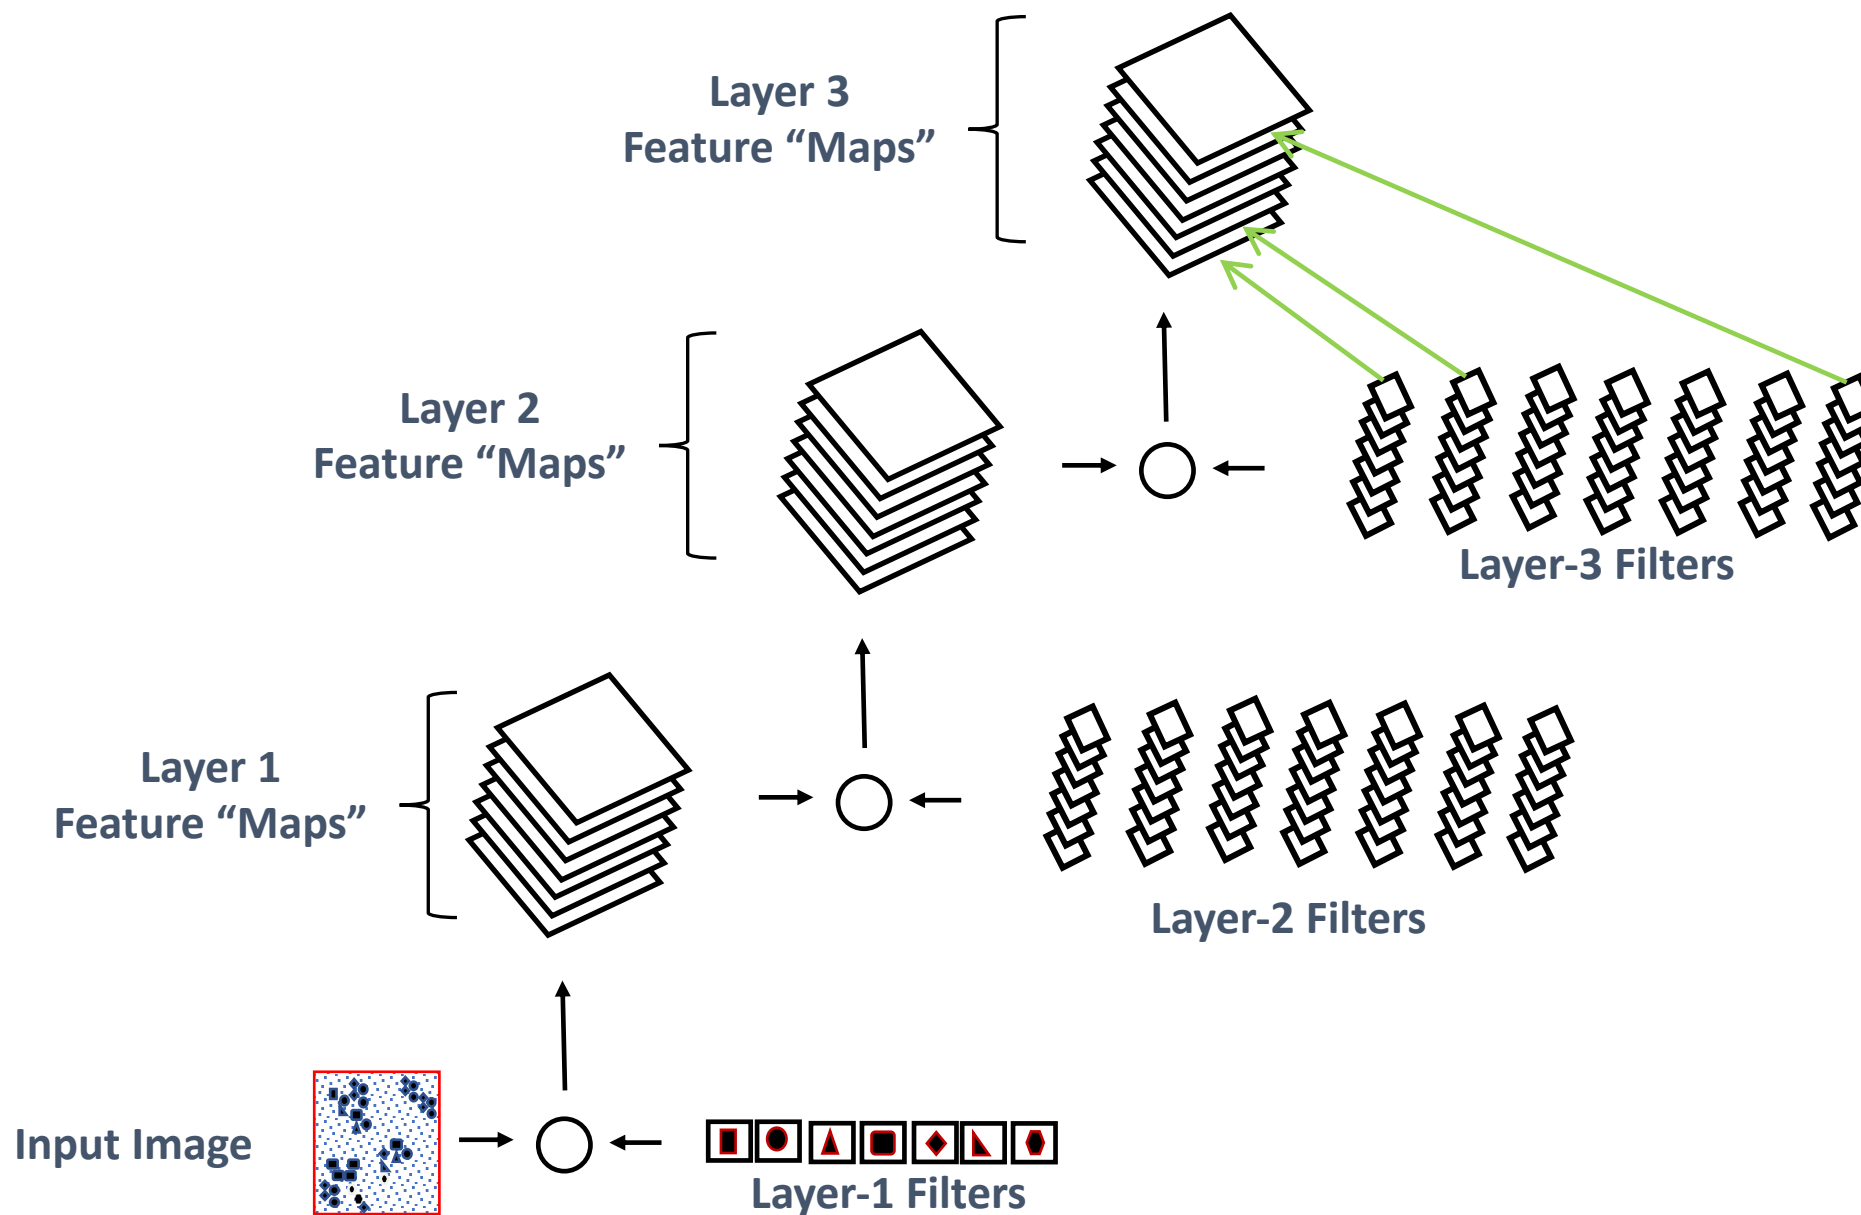 Layer 3
Feature “Maps”
Layer 2
Feature “Maps”
Layer-3 Filters
Layer 1
Feature “Maps”
Layer-2 Filters
Input Image
Layer-1 Filters